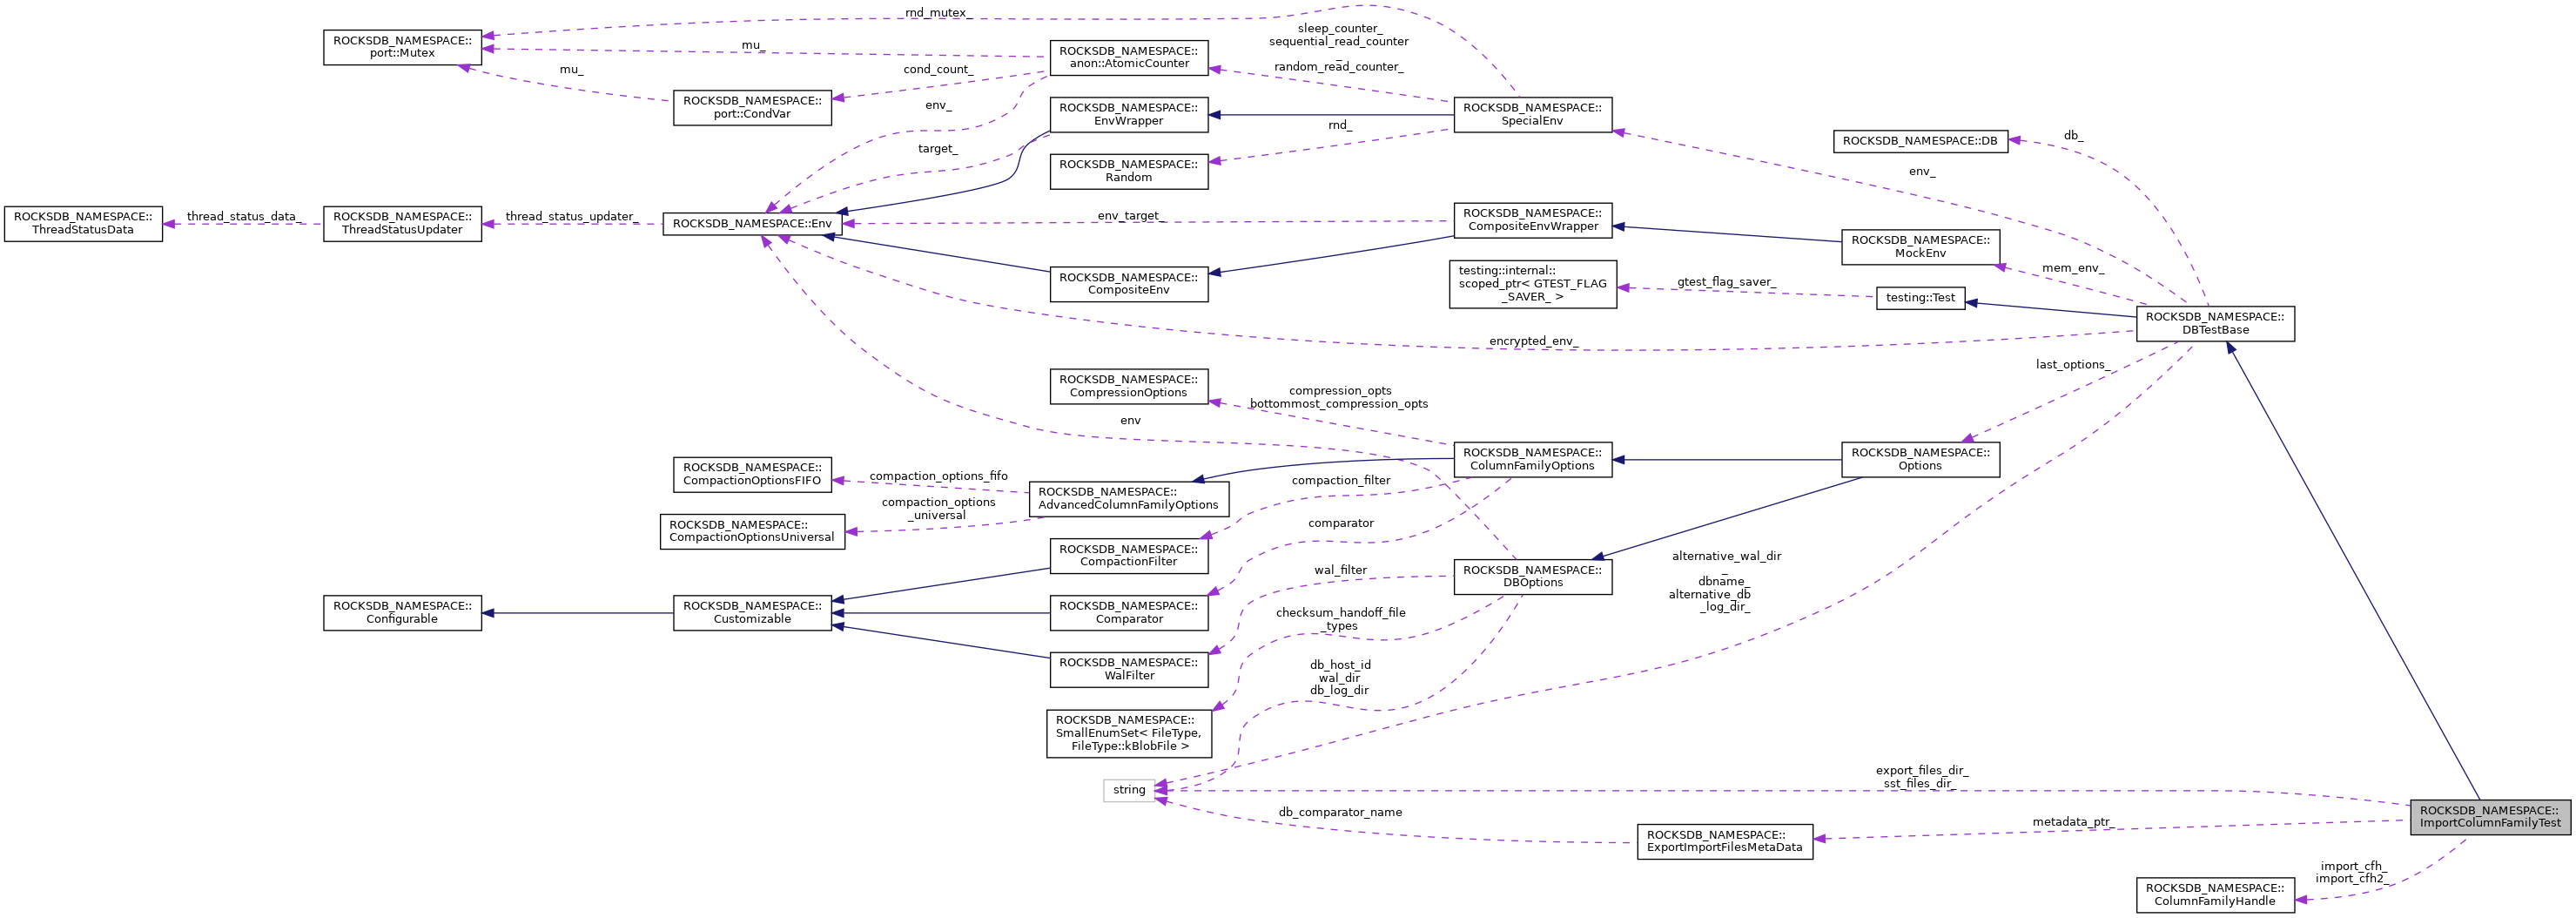 rnd_mutex_
ROCKSDB_NAMESPACE::
port::Mutex
mu_
mu_
cond_count_
ROCKSDB_NAMESPACE::
port::CondVar
env_
ROCKSDB_NAMESPACE::
anon::AtomicCounter
sleep_counter_
sequential_read_counter
_
random_read_counter_
ROCKSDB_NAMESPACE::
EnvWrapper
ROCKSDB_NAMESPACE::
SpecialEnv
rnd_
target_
ROCKSDB_NAMESPACE::
Random
ROCKSDB_NAMESPACE::DB
db_
env_
ROCKSDB_NAMESPACE::
ThreadStatusData
thread_status_data_
ROCKSDB_NAMESPACE::
ThreadStatusUpdater
thread_status_updater_
ROCKSDB_NAMESPACE::Env
env_target_
ROCKSDB_NAMESPACE::
CompositeEnvWrapper
ROCKSDB_NAMESPACE::
MockEnv
mem_env_
ROCKSDB_NAMESPACE::
CompositeEnv
testing::internal::
scoped_ptr< GTEST_FLAG
_SAVER_ >
gtest_flag_saver_
testing::Test
ROCKSDB_NAMESPACE::
DBTestBase
encrypted_env_
last_options_
ROCKSDB_NAMESPACE::
CompressionOptions
compression_opts
bottommost_compression_opts
env
ROCKSDB_NAMESPACE::
ColumnFamilyOptions
ROCKSDB_NAMESPACE::
Options
ROCKSDB_NAMESPACE::
CompactionOptionsFIFO
compaction_options_fifo
compaction_options
_universal
ROCKSDB_NAMESPACE::
AdvancedColumnFamilyOptions
compaction_filter
ROCKSDB_NAMESPACE::
CompactionOptionsUniversal
comparator
ROCKSDB_NAMESPACE::
CompactionFilter
wal_filter
ROCKSDB_NAMESPACE::
DBOptions
alternative_wal_dir
_
dbname_
alternative_db
_log_dir_
ROCKSDB_NAMESPACE::
Configurable
ROCKSDB_NAMESPACE::
Customizable
ROCKSDB_NAMESPACE::
Comparator
checksum_handoff_file
_types
ROCKSDB_NAMESPACE::
WalFilter
db_host_id
wal_dir
db_log_dir
ROCKSDB_NAMESPACE::
SmallEnumSet< FileType,
FileType::kBlobFile >
string
export_files_dir_
sst_files_dir_
db_comparator_name
ROCKSDB_NAMESPACE::
ExportImportFilesMetaData
metadata_ptr_
ROCKSDB_NAMESPACE::
ImportColumnFamilyTest
import_cfh_
import_cfh2_
ROCKSDB_NAMESPACE::
ColumnFamilyHandle